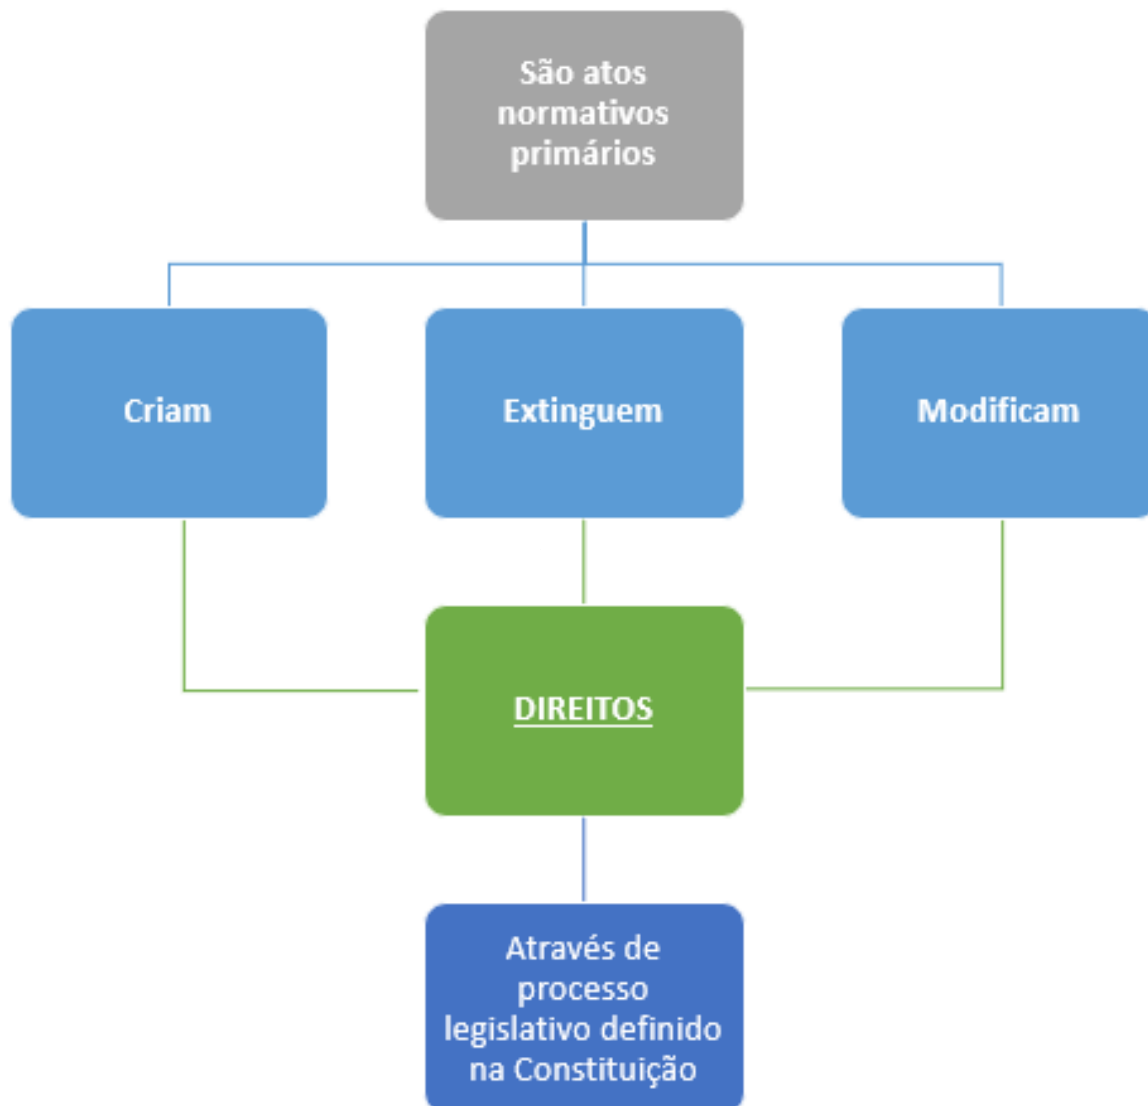 São atos
normativos
primários
Criam
Extinguem
Modificam
DIREITOS
Através de
processo
legislativo definido
na Constituição